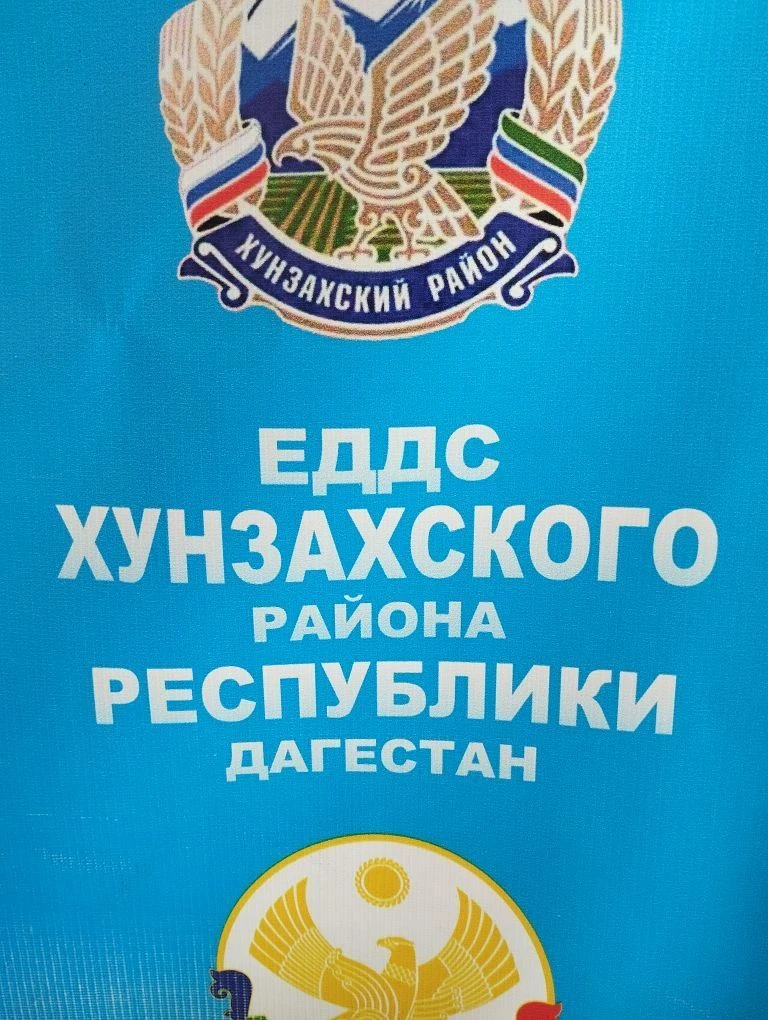 ХУНЗАХСКИЙ РАЙОН
ЕДДС
ХУНЗАХСКОГО
РАЙОНА
РЕСПУБЛИКИ
ДАГЕСТАН